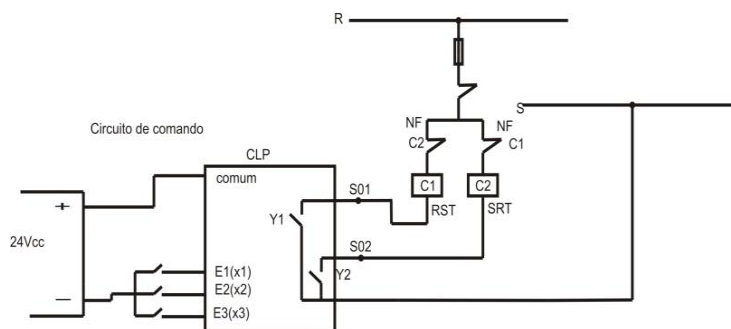 R
S
NF
NF
C2
C1
Circuito de comando
CLP
comum
C1
C2
S01
RST
SRT
+
Y1
24Vcc
S02
—
E1(x1)
Y2
E2(x2)
E3(x3)